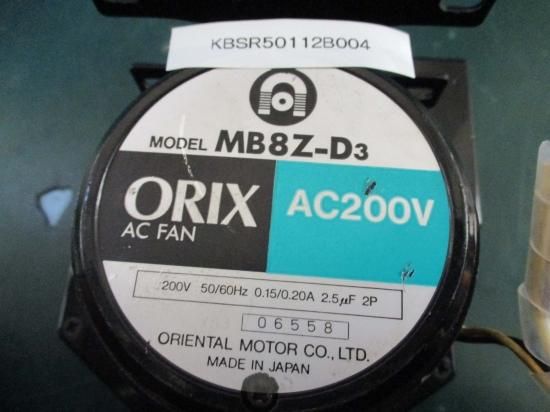 KBSR50112B004
MODEL MB8Z-D3
ORIX
AC FAN
AC200V
200V 50/60Hz 0.15/0.20A 2.5μF 2P
06558
ORIENTAL MOTOR CO., LTD.
MADE IN JAPAN